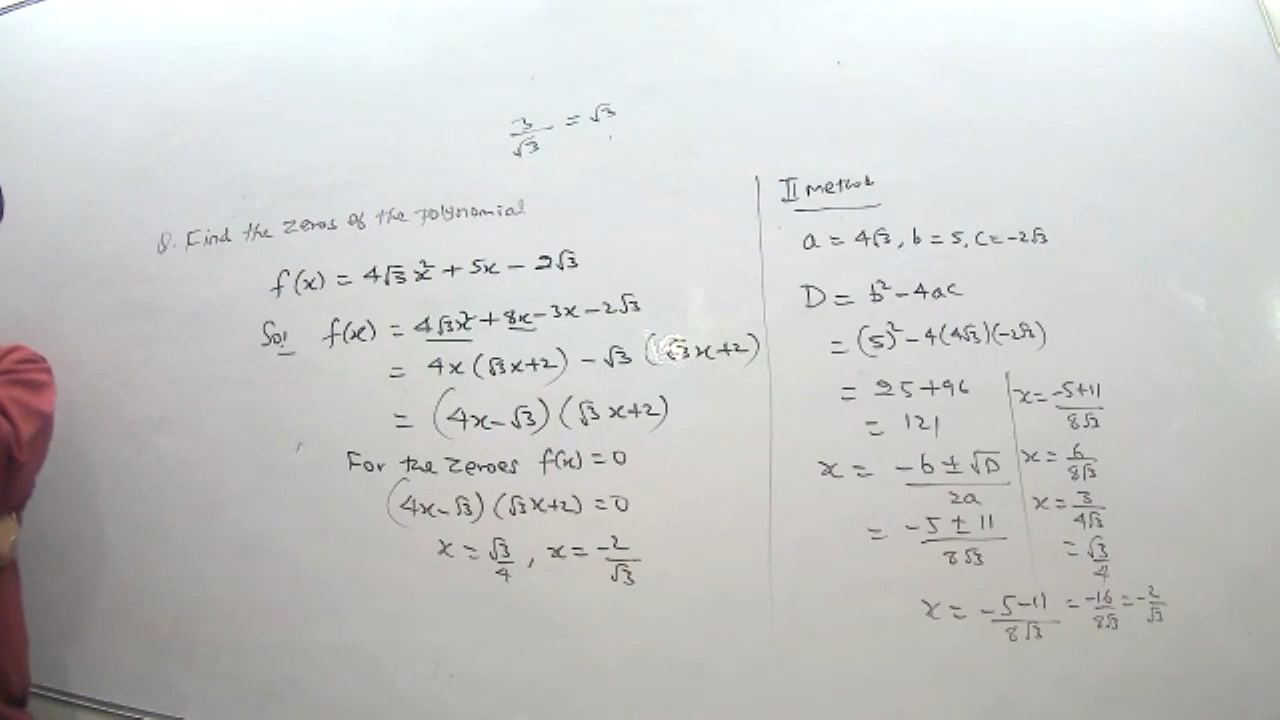 3/√3 = √3
Q. Find the zeros of the Polynomial
f(x) = 4√3x² + 5x - 2√3
Sol f(x) = 4√3x² + 8x - 3x - 2√3
= 4x(√3x+2) - √3(√3x+2)
= (4x-√3)(√3x+2)
For the zeroes f(x) = 0
(4x-√3)(√3x+2) = 0
x = √3/4, x = -2/√3
II method
a = 4√3, b = 5, c = -2√3
D = b² - 4ac
= (5)² - 4(4√3)(-2√3)
= 25+96
= 121
x = -b ± √D/2a
= -5 ± 11/8√3
x = -5+11/8√3
x = 6/8√3
x = 3/4√3
= √3/4
x = -5-11/8√3 = -16/8√3 = -2/√3